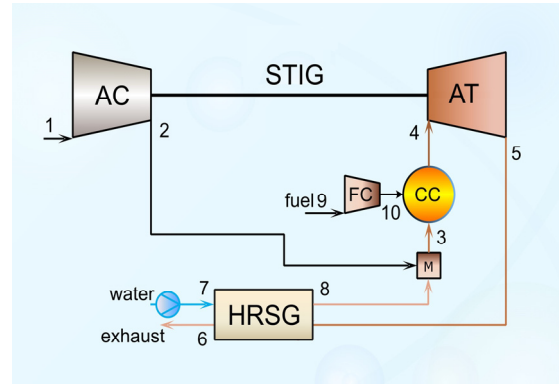 STIG
AC
AT
1
2
4
5
fuel 9
FC
10
CC
3
M
water
7
8
HRSG
exhaust
6